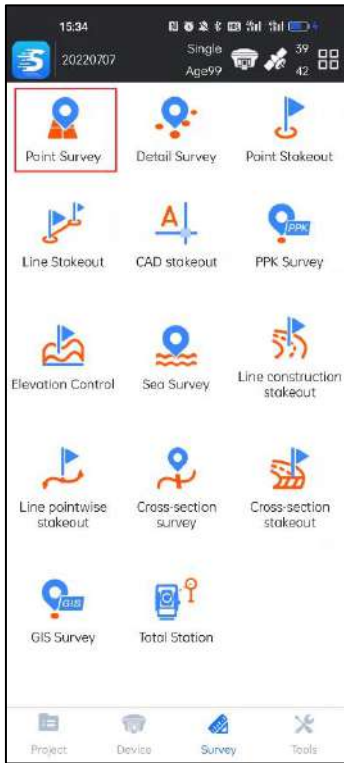 15:34
20220707
Single
Age99
39
42
Point Survey
Detail Survey
Point Stakeout
Line Stakeout
A
CAD stakeout
PPK
PPK Survey
Elevation Control
Sea Survey
Line construction
stakeout
Line pointwise
stakeout
Cross-section
survey
Cross-section
stakeout
GIS
GIS Survey
Total Station
Project
Device
Survey
Tools